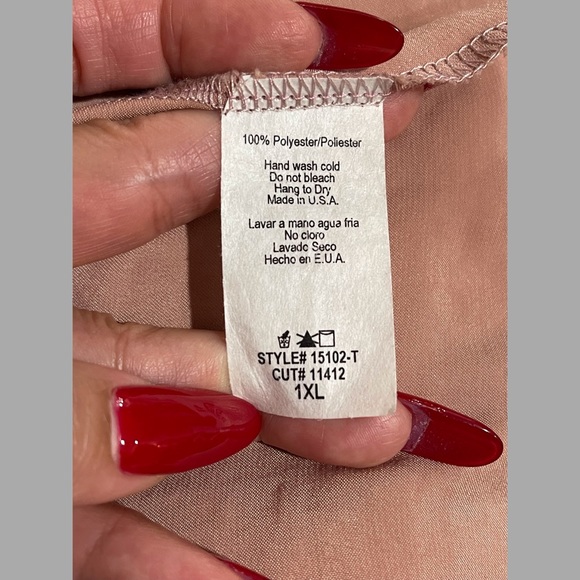 100% Polyester/Poliester
Hand wash cold
Do not bleach
Hang to Dry
Made in U.S.A.
Lavar a mano agua fria
No cloro
Lavado Seco
Hecho en E.U.A.
STYLE# 15102-T
CUT# 11412
1XL